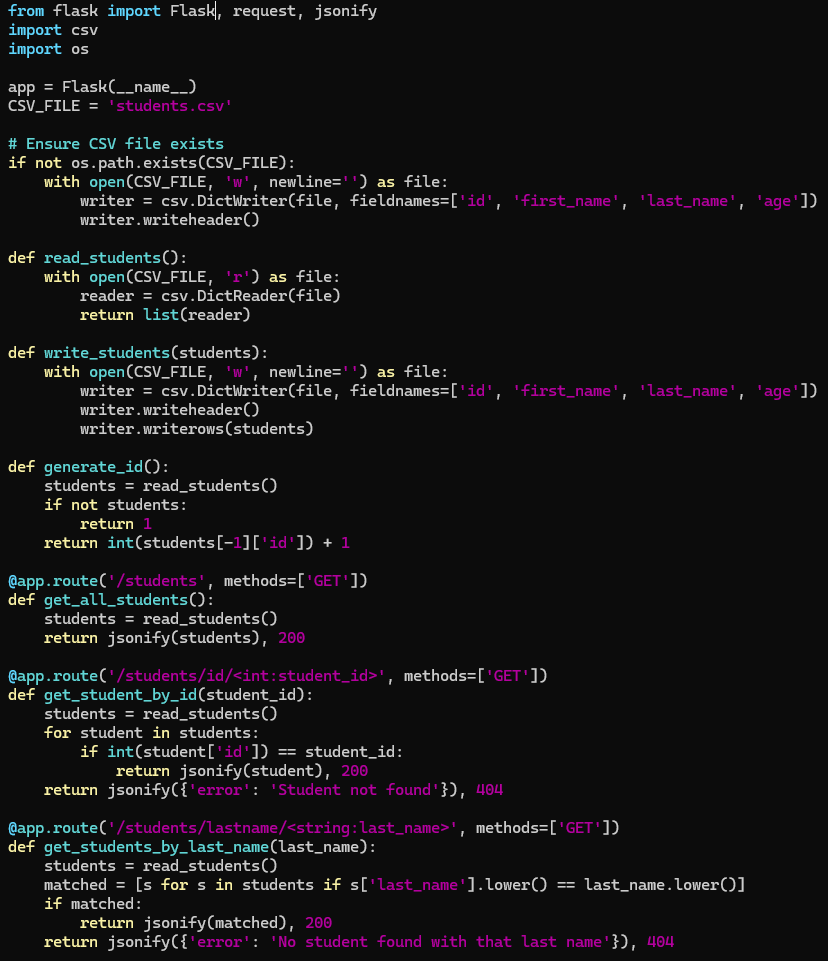 from flask import Flask, request, jsonify
import csv
import os

app = Flask(__name__)
CSV_FILE = 'students.csv'

# Ensure CSV file exists
if not os.path.exists(CSV_FILE):
    with open(CSV_FILE, 'w', newline='') as file:
        writer = csv.DictWriter(file, fieldnames=['id', 'first_name', 'last_name', 'age'])
        writer.writeheader()

def read_students():
    with open(CSV_FILE, 'r') as file:
        reader = csv.DictReader(file)
        return list(reader)

def write_students(students):
    with open(CSV_FILE, 'w', newline='') as file:
        writer = csv.DictWriter(file, fieldnames=['id', 'first_name', 'last_name', 'age'])
        writer.writeheader()
        writer.writerows(students)

def generate_id():
    students = read_students()
    if not students:
        return 1
    return int(students[-1]['id']) + 1

@app.route('/students', methods=['GET'])
def get_all_students():
    students = read_students()
    return jsonify(students), 200

@app.route('/students/id/<int:student_id>', methods=['GET'])
def get_student_by_id(student_id):
    students = read_students()
    for student in students:
        if int(student['id']) == student_id:
            return jsonify(student), 200
    return jsonify({'error': 'Student not found'}), 404

@app.route('/students/lastname/<string:last_name>', methods=['GET'])
def get_students_by_last_name(last_name):
    students = read_students()
    matched = [s for s in students if s['last_name'].lower() == last_name.lower()]
    if matched:
        return jsonify(matched), 200
    return jsonify({'error': 'No student found with that last name'}), 404